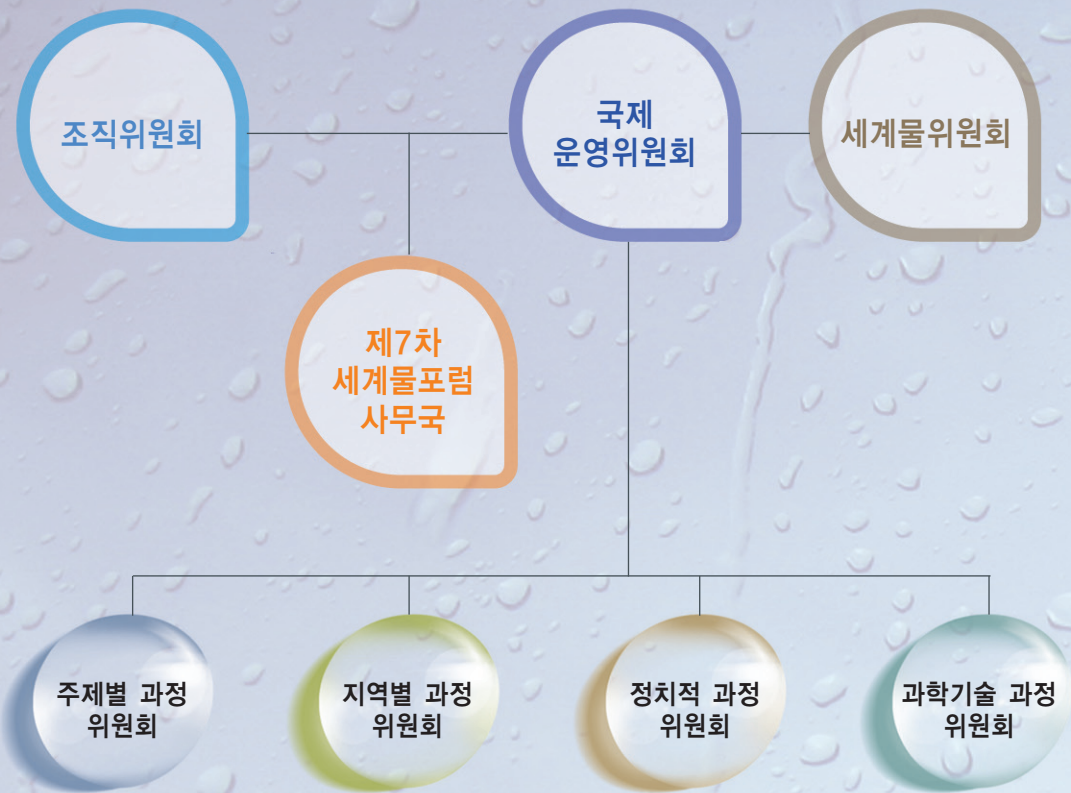 조직위원회
국제
운영위원회
세계물위원회
제7차
세계물포럼
사무국
주제별 과정
위원회
지역별 과정
위원회
정치적 과정
위원회
과학기술 과정
위원회